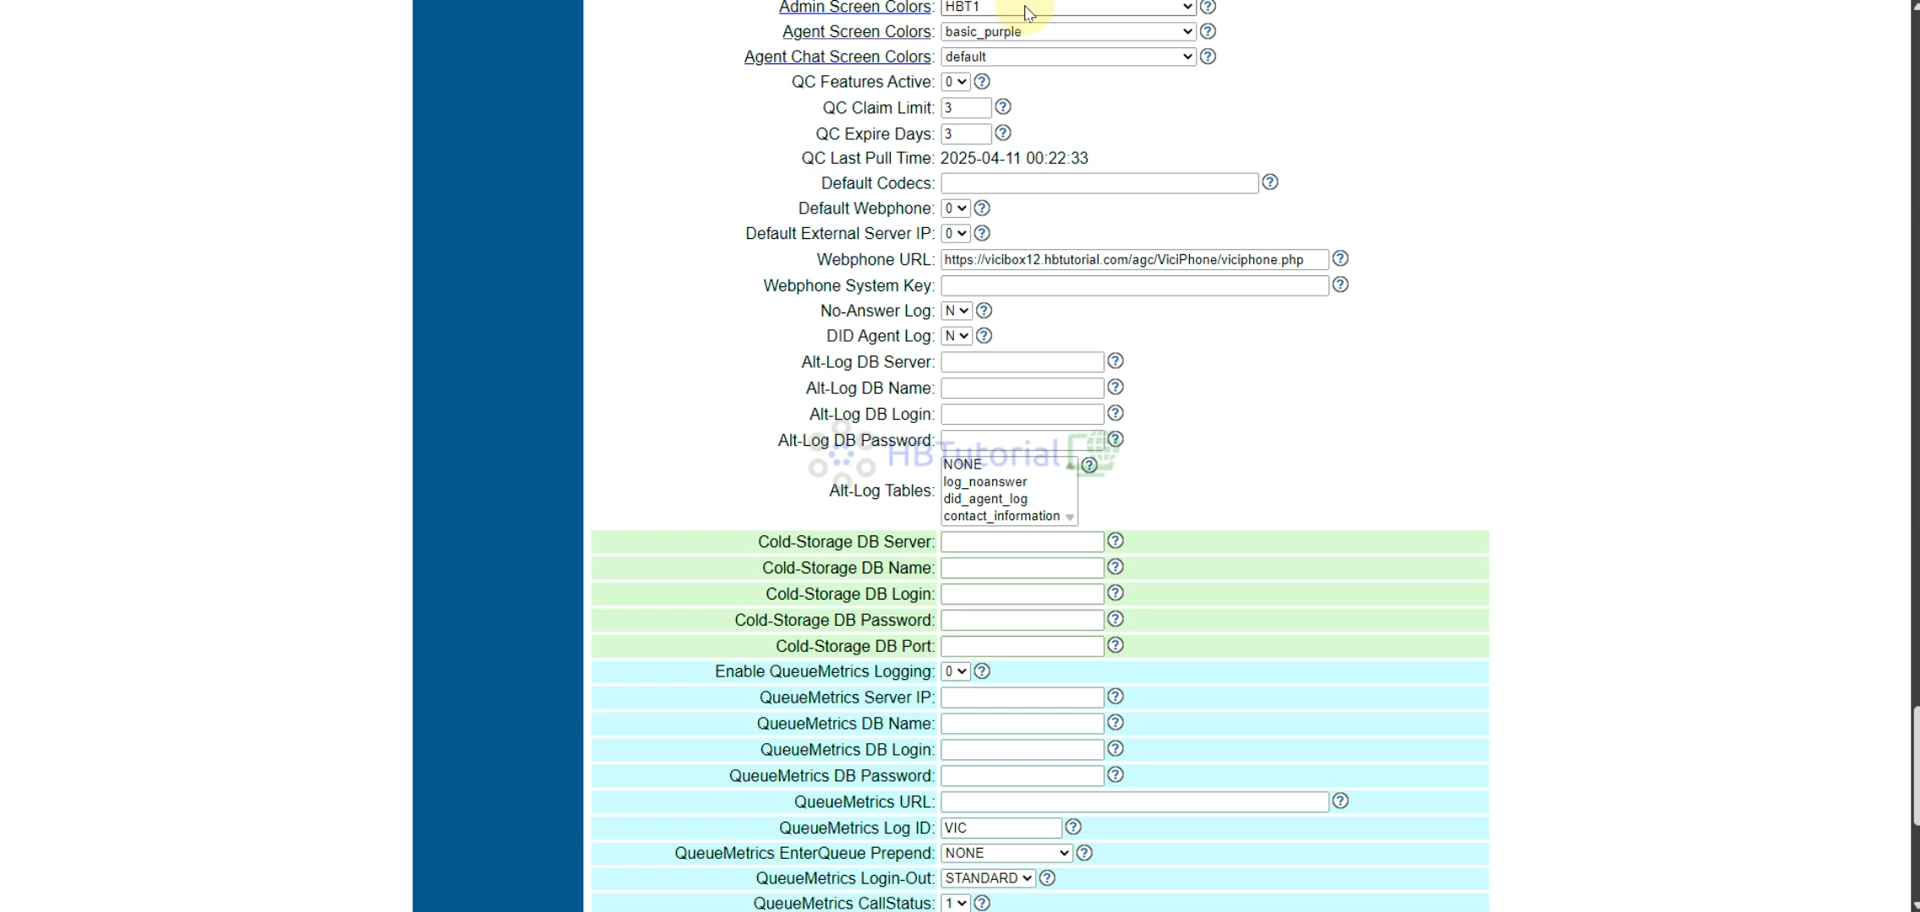 Admin Screen Colors: HBT1
Agent Screen Colors: basic_purple
Agent Chat Screen Colors: default
QC Features Active: 0
QC Claim Limit: 3
QC Expire Days: 3
QC Last Pull Time: 2025-04-11 00:22:33
Default Codecs:
Default Webphone: 0
Default External Server IP: 0
Webphone URL: https://vicibox12.hbtutorial.com/agc/ViciPhone/viciphone.php
Webphone System Key:
No-Answer Log: N
DID Agent Log: N
Alt-Log DB Server:
Alt-Log DB Name:
Alt-Log DB Login:
Alt-Log DB Password:
HBTutorial
Alt-Log Tables:
NONE
log_noanswer
did_agent_log
contact_information
Cold-Storage DB Server:
Cold-Storage DB Name:
Cold-Storage DB Login:
Cold-Storage DB Password:
Cold-Storage DB Port:
Enable QueueMetrics Logging: 0
QueueMetrics Server IP:
QueueMetrics DB Name:
QueueMetrics DB Login:
QueueMetrics DB Password:
QueueMetrics URL:
QueueMetrics Log ID: VIC
QueueMetrics EnterQueue Prepend: NONE
QueueMetrics Login-Out: STANDARD
QueueMetrics CallStatus: 1